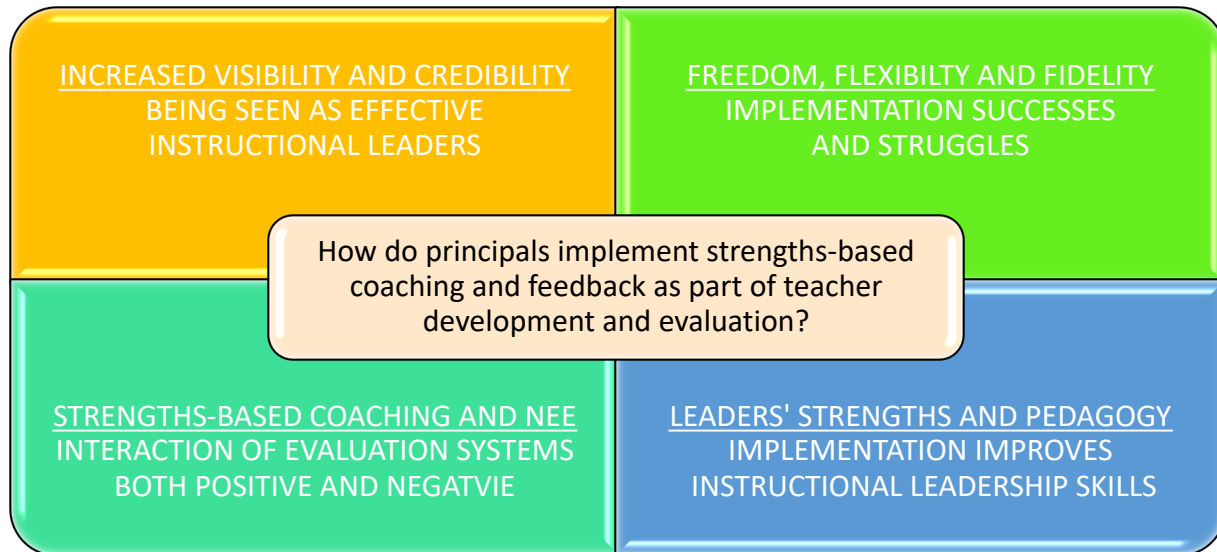 INCREASED VISIBILITY AND CREDIBILITY
BEING SEEN AS EFFECTIVE
INSTRUCTIONAL LEADERS
FREEDOM, FLEXIBILTY AND FIDELITY
IMPLEMENTATION SUCCESSES
AND STRUGGLES
How do principals implement strengths-based
coaching and feedback as part of teacher
development and evaluation?
STRENGTHS-BASED COACHING AND NEE
INTERACTION OF EVALUATION SYSTEMS
BOTH POSITIVE AND NEGATVIE
LEADERS' STRENGTHS AND PEDAGOGY
IMPLEMENTATION IMPROVES
INSTRUCTIONAL LEADERSHIP SKILLS